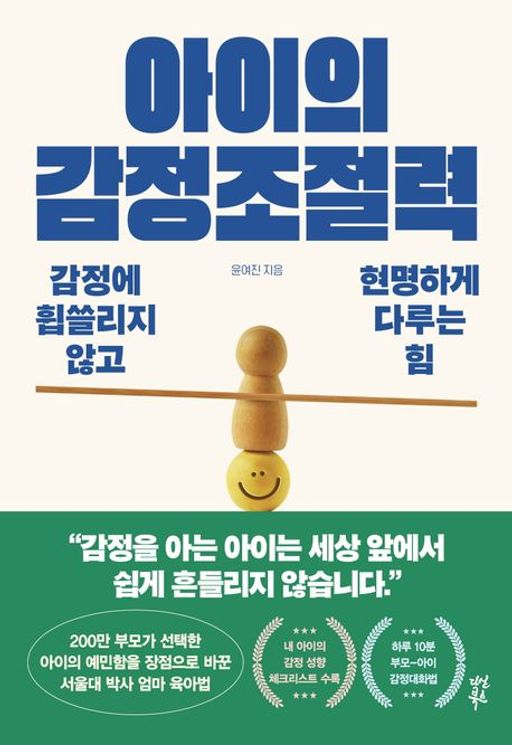 아이의
감정조절력
윤여진 지음
감정에
휩쓸리지
않고
현명하게
다루는
힘
“감정을 아는 아이는 세상 앞에서
쉽게 흔들리지 않습니다.”
200만 부모가 선택한
아이의 예민함을 장점으로 바꾼
서울대 박사 엄마 육아법
내 아이의
감정 성향
체크리스트 수록
하루 10분
부모–아이
감정대화법
다산
북스